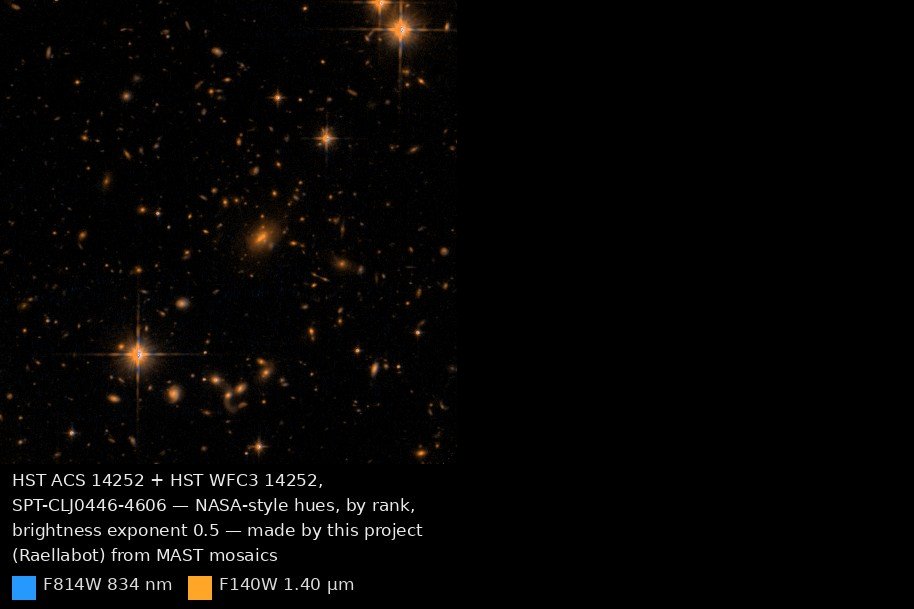 HST ACS 14252 + HST WFC3 14252,
SPT-CLJ0446-4606 — NASA-style hues, by rank,
brightness exponent 0.5 — made by this project
(Raellabot) from MAST mosaics
F814W 834 nm F140W 1.40 µm